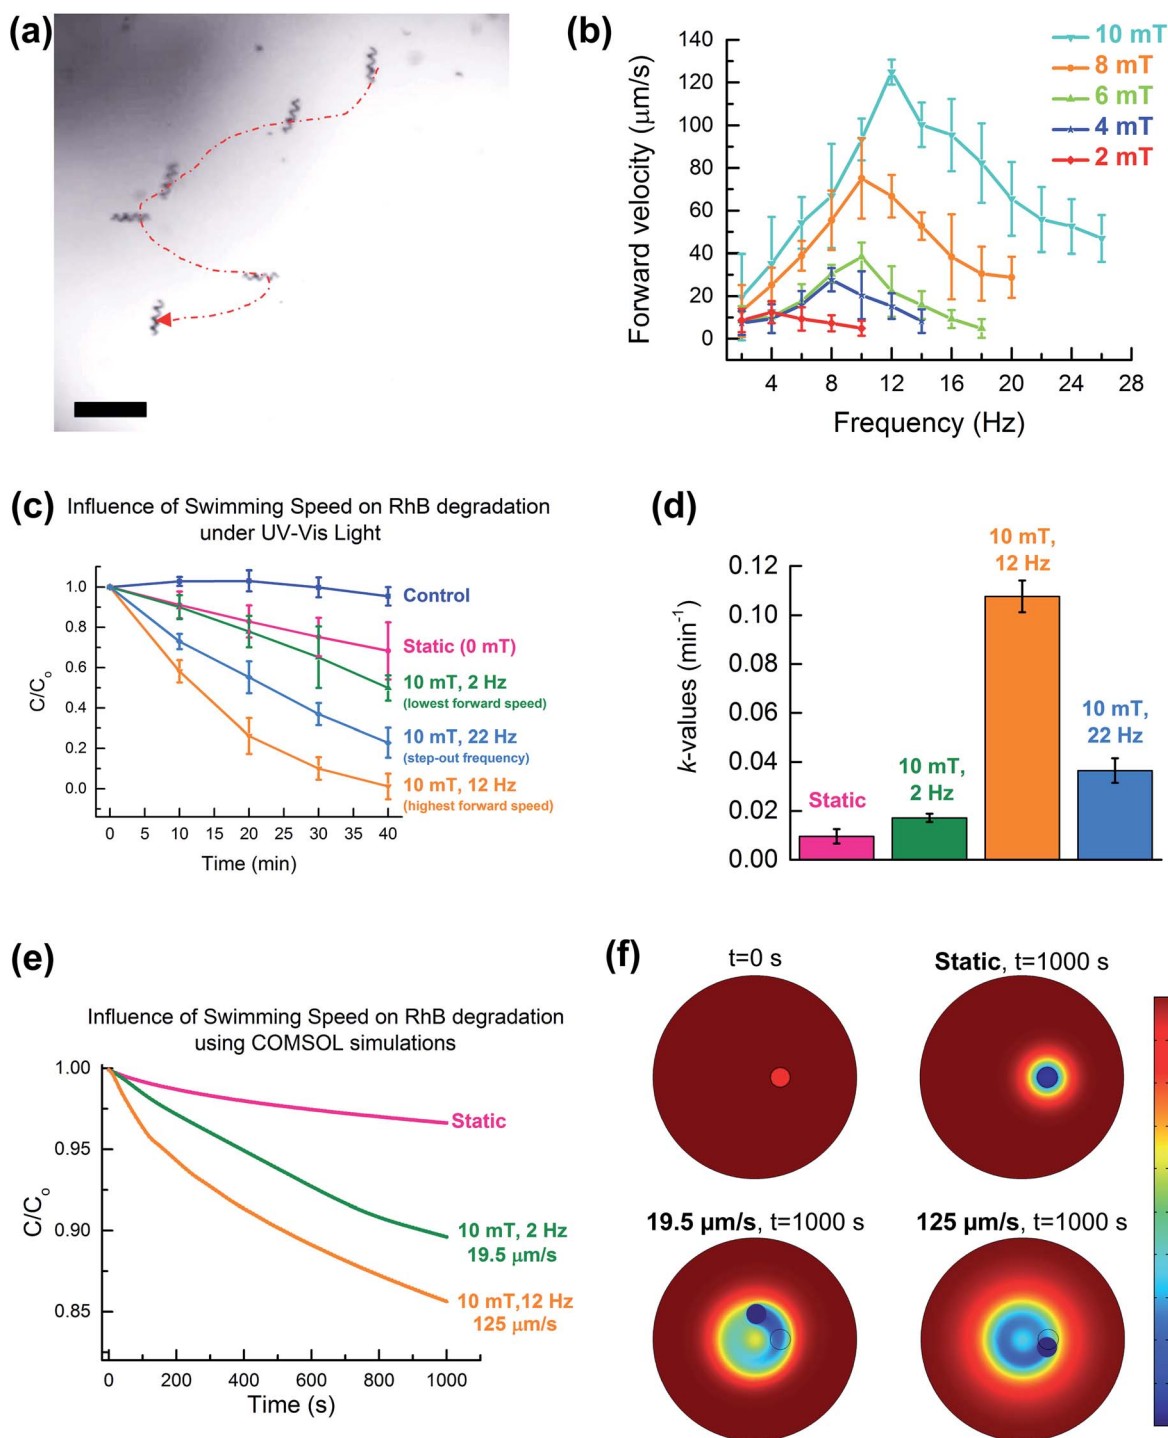 (a)
(b)
140
120
100
80
60
40
20
0
Forward velocity (μm/s)
4 8 12 16 20 24 28
Frequency (Hz)
10 mT
8 mT
6 mT
4 mT
2 mT
(c)
Influence of Swimming Speed on RhB degradation
under UV-Vis Light
1.0
0.8
0.6
0.4
0.2
0.0
C/Co
0 5 10 15 20 25 30 35 40
Time (min)
Control
Static (0 mT)
10 mT, 2 Hz
(lowest forward speed)
10 mT, 22 Hz
(step-out frequency)
10 mT, 12 Hz
(highest forward speed)
(d)
0.12
0.10
0.08
0.06
0.04
0.02
0.00
k-values (min⁻¹)
Static
10 mT,
2 Hz
10 mT,
12 Hz
10 mT,
22 Hz
(e)
Influence of Swimming Speed on RhB degradation
using COMSOL simulations
1.00
0.95
0.90
0.85
C/Co
0 200 400 600 800 1000
Time (s)
Static
10 mT, 2 Hz
19.5 μm/s
10 mT,12 Hz
125 μm/s
(f)
t=0 s
Static, t=1000 s
19.5 μm/s, t=1000 s
125 μm/s, t=1000 s